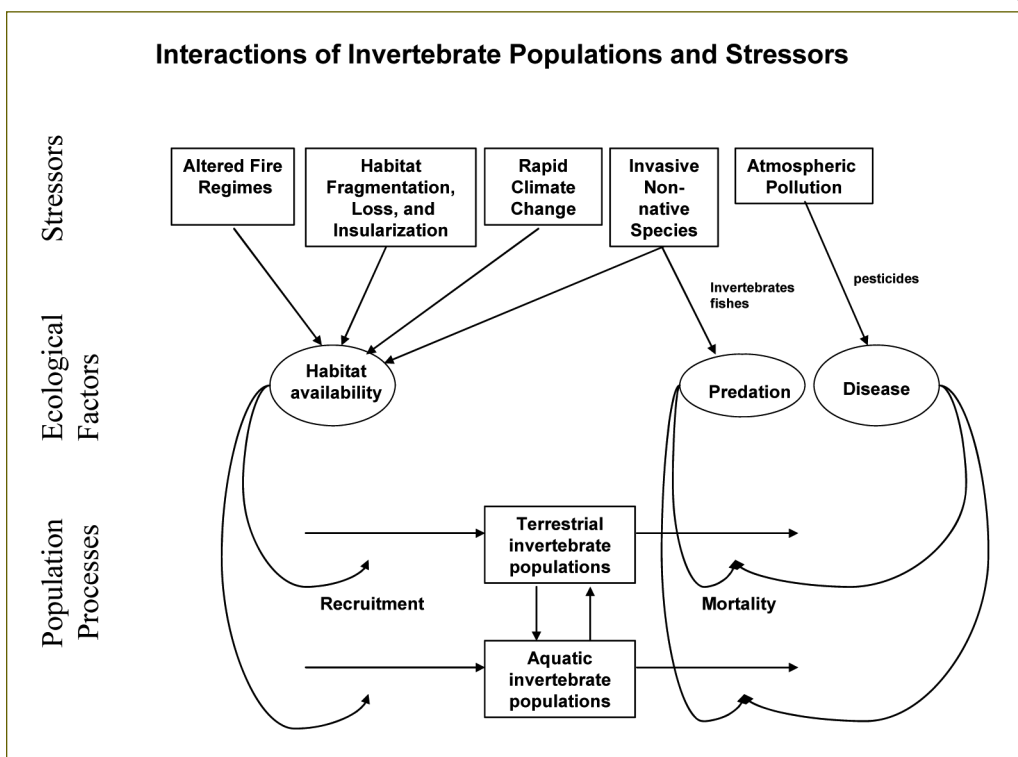 Interactions of Invertebrate Populations and Stressors
Stressors
Altered Fire
Regimes
Habitat
Fragmentation,
Loss, and
Insularization
Rapid
Climate
Change
Invasive
Non-
native
Species
Atmospheric
Pollution
Invertebrates
fishes
pesticides
Ecological
Factors
Habitat
availability
Predation
Disease
Population
Processes
Terrestrial
invertebrate
populations
Recruitment
Mortality
Aquatic
invertebrate
populations